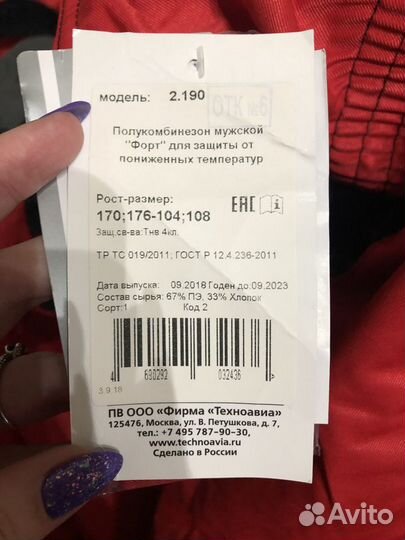 модель: 2.190
ОТК №6
Полукомбинезон мужской
"Форт" для защиты от
пониженных температур
Рост-размер:
170;176-104;108
ЕАС
Защ.св-ва:Тнв 4кл.
ТР ТС 019/2011; ГОСТ Р 12.4.236-2011
Дата выпуска: 09.2018 Годен до:09.2023
Состав сырья: 67% ПЭ, 33% Хлопок
Сорт:1 Код 2
4 680292 032436
3 9 18
ПВ ООО «Фирма «Техноавиа»
125476, Москва, ул. В. Петушкова, д. 7,
тел.: +7 495 787–90–30,
www.technoavia.ru
Сделано в России
Avito